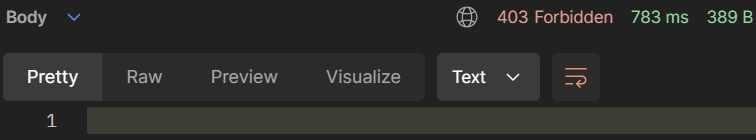 Body 403 Forbidden 783 ms 389 B
Pretty Raw Preview Visualize Text
1